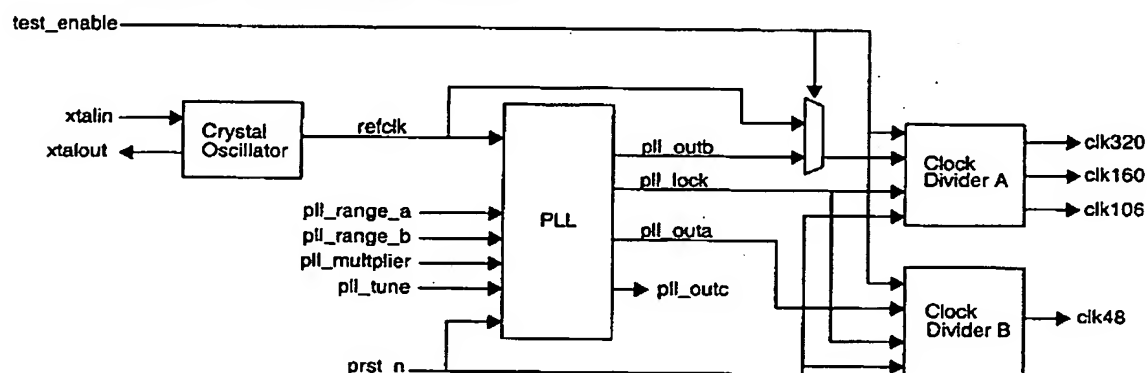 test_enable
xtalin
xtalout
Crystal
Oscillator
refclk
pll_range_a
pll_range_b
pll_multplier
pll_tune
prst_n
PLL
pll_outb
pll_lock
pll_outa
pll_outc
Clock
Divider A
clk320
clk160
clk106
Clock
Divider B
clk48